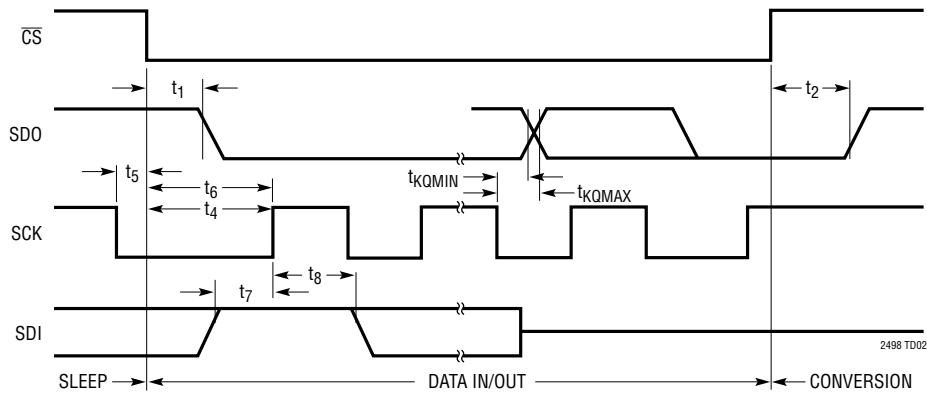 CS
t1
t2
SDO
t5
t6
t4
tKQMIN
tKQMAX
SCK
t7
t8
SDI
2498 TD02
SLEEP
DATA IN/OUT
CONVERSION